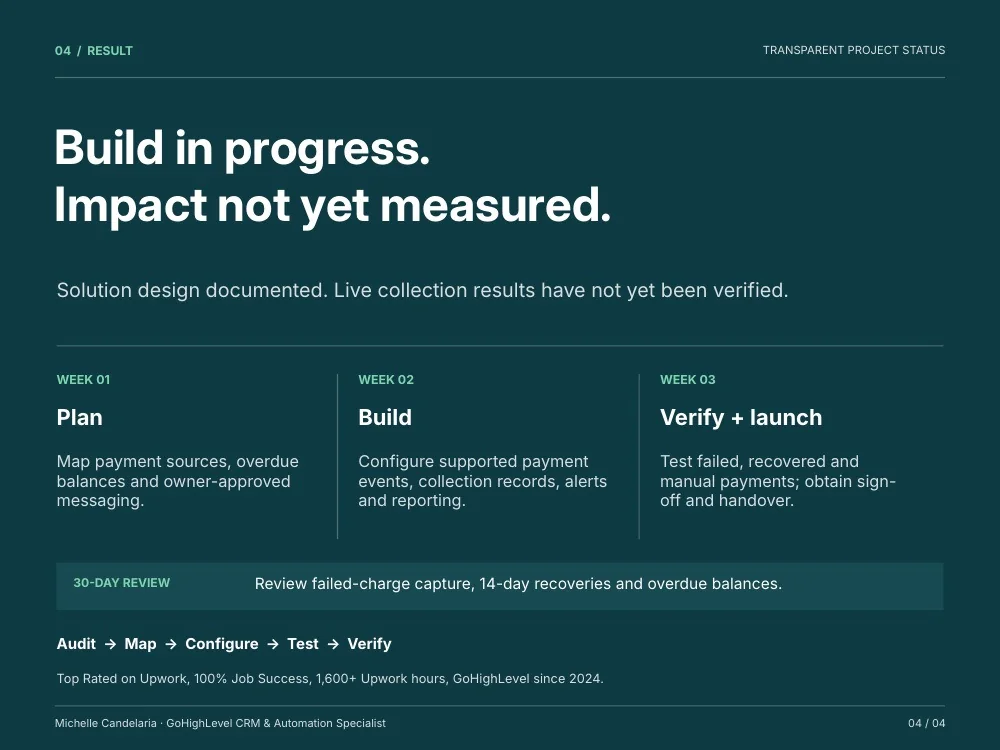 04 / RESULT
TRANSPARENT PROJECT STATUS
Build in progress.
Impact not yet measured.
Solution design documented. Live collection results have not yet been verified.
WEEK 01
Plan
Map payment sources, overdue
balances and owner-approved
messaging.
WEEK 02
Build
Configure supported payment
events, collection records, alerts
and reporting.
WEEK 03
Verify + launch
Test failed, recovered and
manual payments; obtain sign-
off and handover.
30-DAY REVIEW
Review failed-charge capture, 14-day recoveries and overdue balances.
Audit → Map → Configure → Test → Verify
Top Rated on Upwork, 100% Job Success, 1,600+ Upwork hours, GoHighLevel since 2024.
Michelle Candelaria · GoHighLevel CRM & Automation Specialist
04 / 04